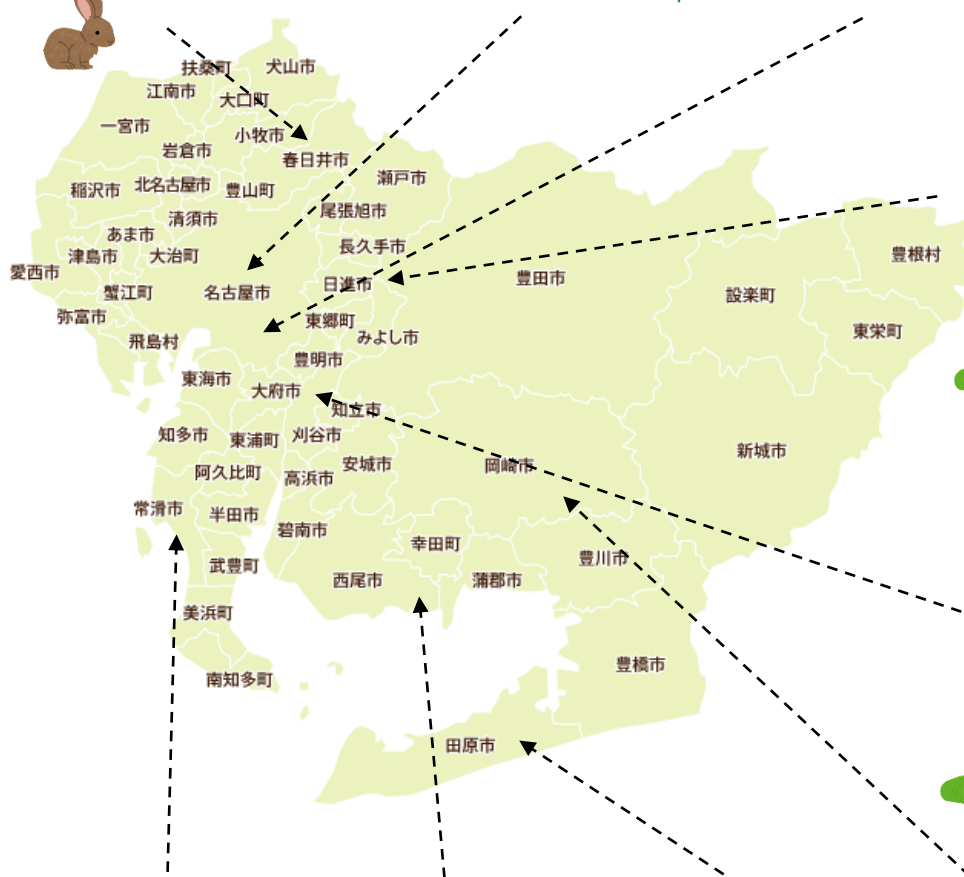 扶桑町
犬山市
江南市
大口町
一宮市
小牧市
岩倉市
春日井市
瀬戸市
稲沢市
北名古屋市
豊山町
尾張旭市
清須市
あま市
長久手市
津島市
大治町
豊根村
愛西市
日進市
豊田市
蟹江町
名古屋市
設楽町
弥富市
東郷町
東栄町
飛島村
みよし市
豊明市
東海市
大府市
知立市
知多市
東浦町
刈谷市
新城市
阿久比町
高浜市
安城市
岡崎市
常滑市
半田市
碧南市
幸田町
豊川市
武豊町
西尾市
蒲郡市
美浜町
豊橋市
南知多町
田原市